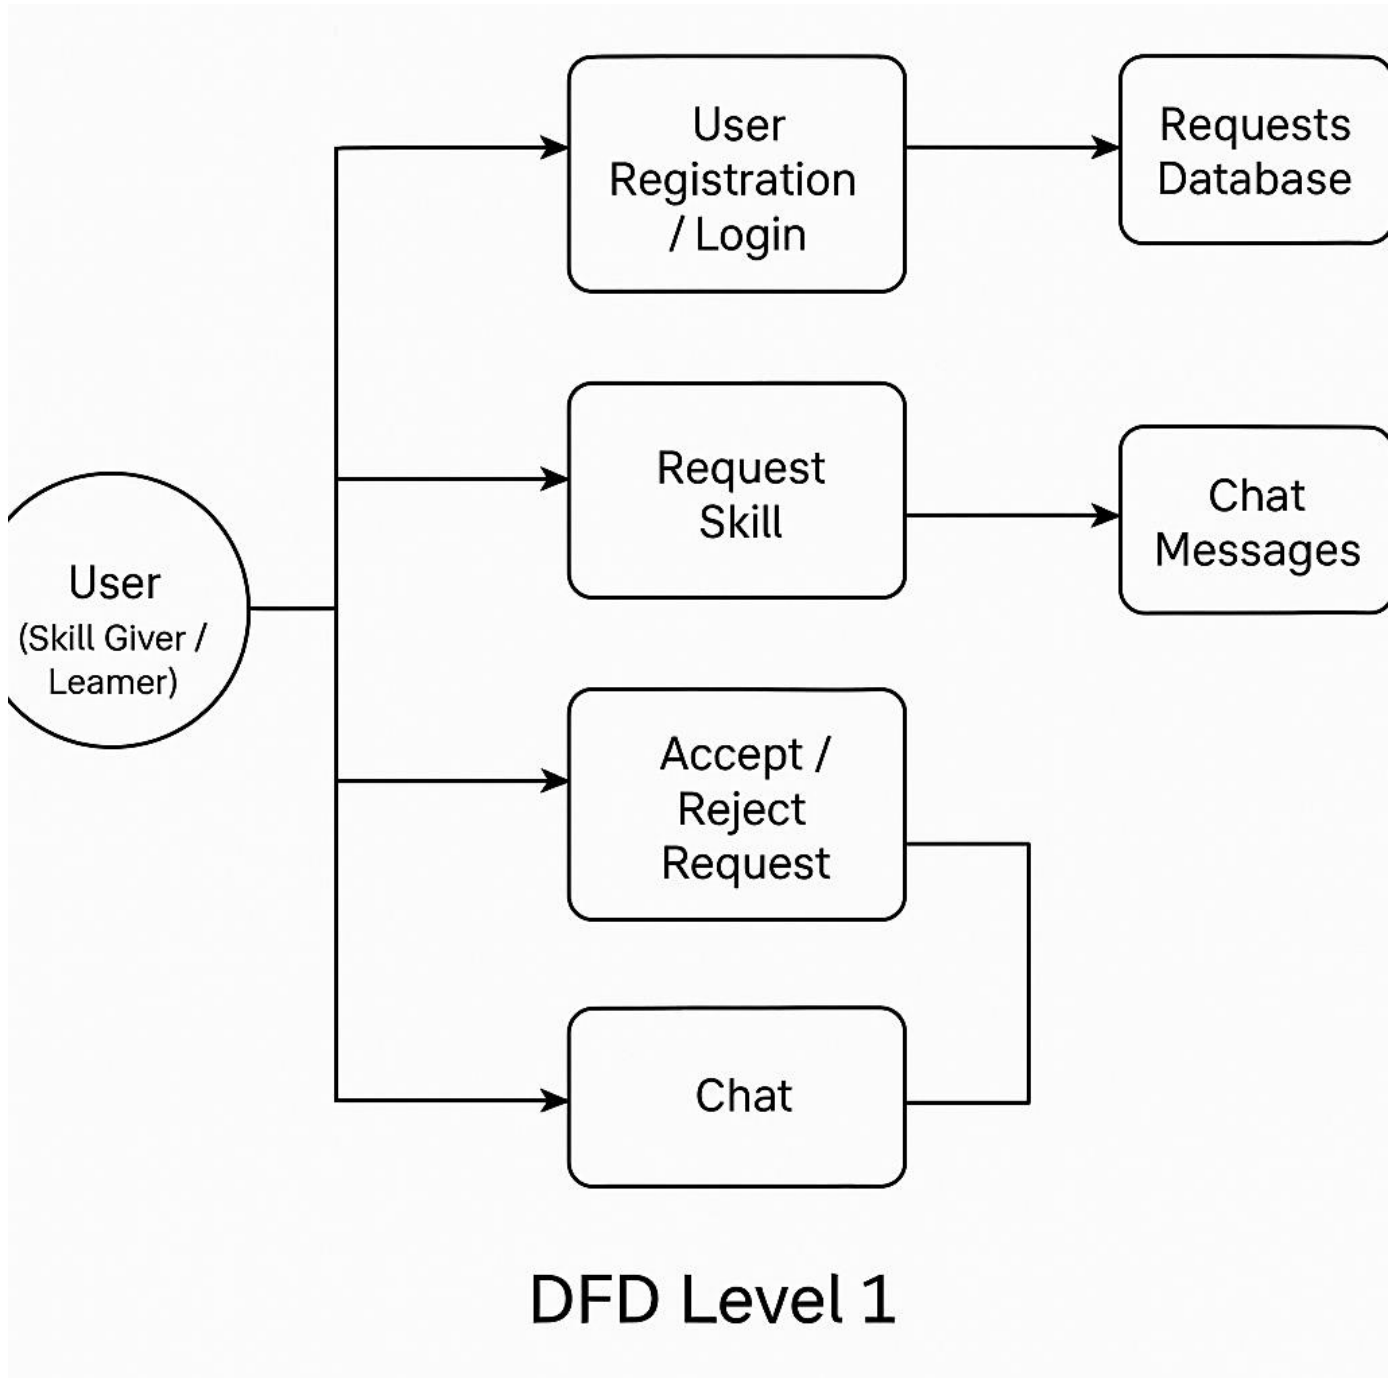 User
Registration
/ Login
Requests
Database
Request
Skill
Chat
Messages
User
(Skill Giver /
Leamer)
Accept /
Reject
Request
Chat
DFD Level 1